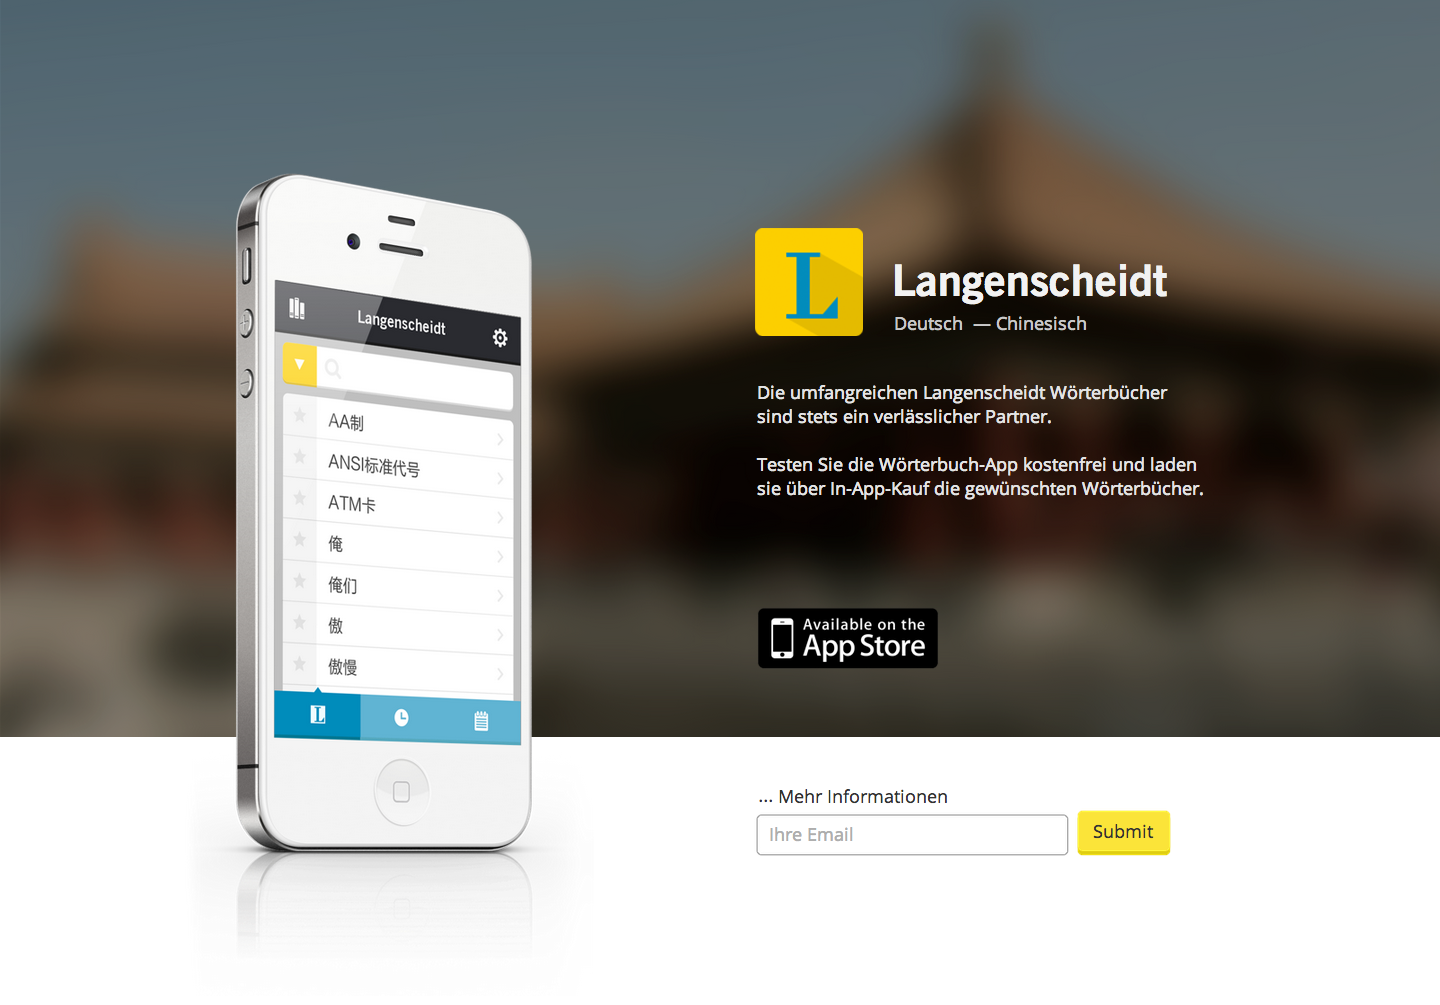 Langenscheidt
AA制
ANSI标准代号
ATM卡
俺
俺们
傲
傲慢
L
L
Langenscheidt
Deutsch — Chinesisch
Die umfangreichen Langenscheidt Wörterbücher
sind stets ein verlässlicher Partner.
Testen Sie die Wörterbuch-App kostenfrei und laden
sie über In-App-Kauf die gewünschten Wörterbücher.
Available on the
App Store
... Mehr Informationen
Ihre Email
Submit